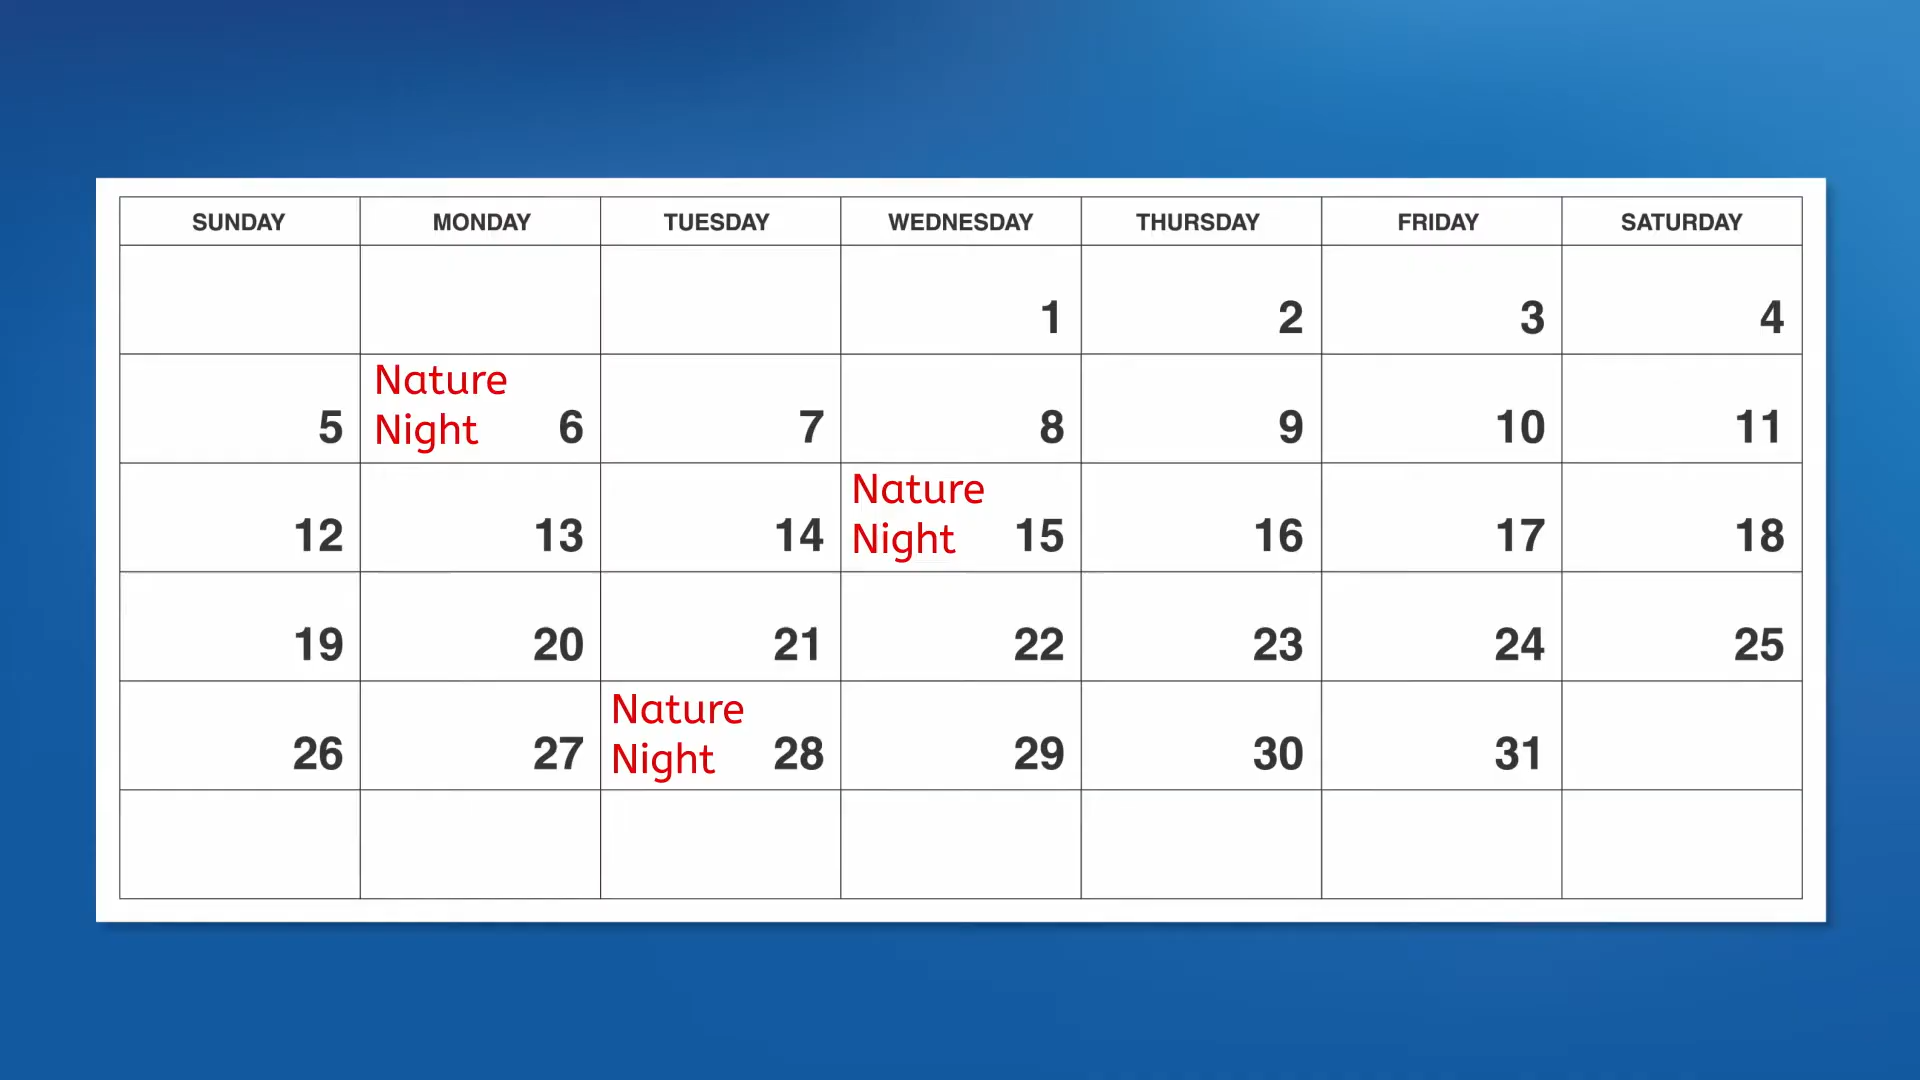 SUNDAY MONDAY TUESDAY WEDNESDAY THURSDAY FRIDAY SATURDAY
1 2 3 4
5 Nature
Night 6 7 8 9 10 11
12 13 14 Nature
Night 15 16 17 18
19 20 21 22 23 24 25
26 27 Nature
Night 28 29 30 31